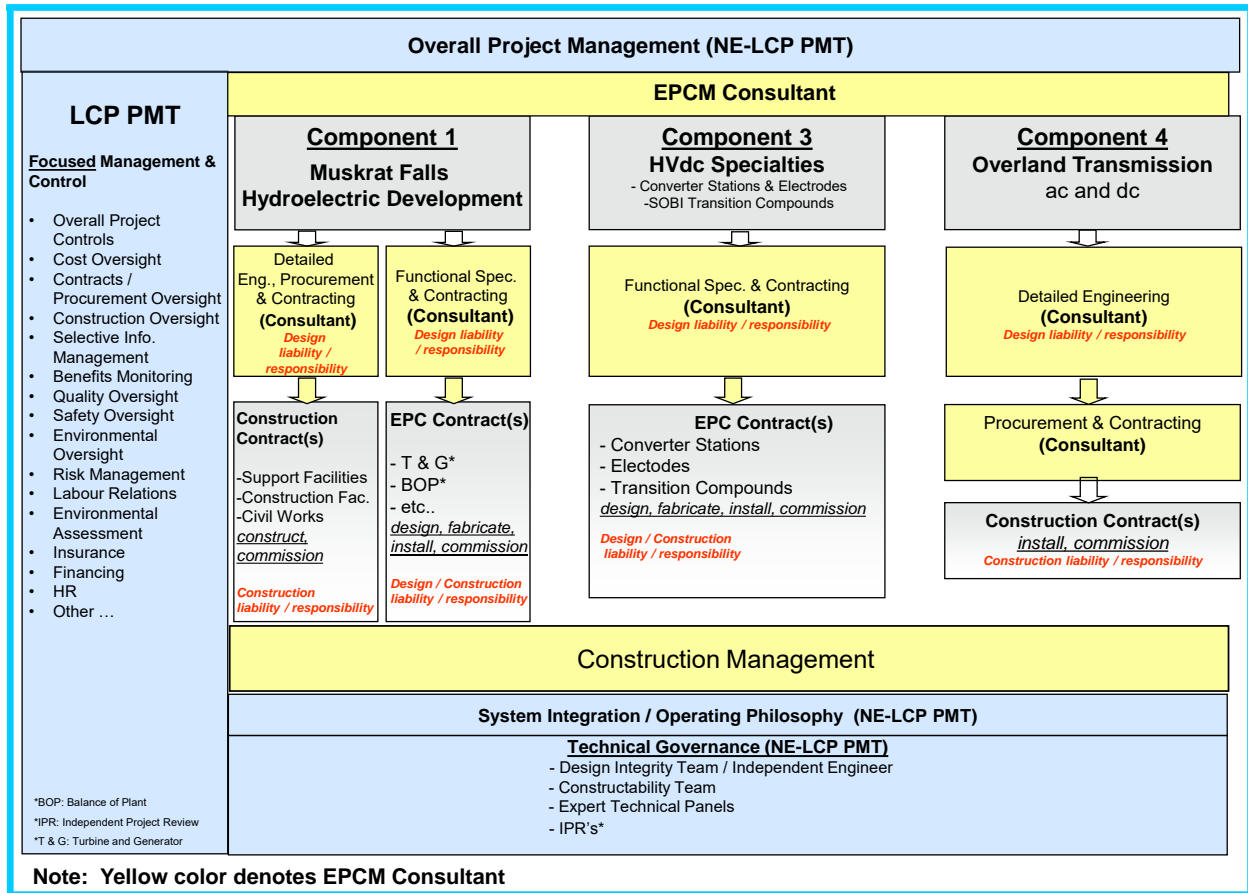 Overall Project Management (NE-LCP PMT)
LCP PMT
Focused Management &
Control
• Overall Project
Controls
• Cost Oversight
• Contracts /
Procurement Oversight
• Construction Oversight
• Selective Info.
Management
• Benefits Monitoring
• Quality Oversight
• Safety Oversight
• Environmental
Oversight
• Risk Management
• Labour Relations
• Environmental
Assessment
• Insurance
• Financing
• HR
• Other …
*BOP: Balance of Plant
*IPR: Independent Project Review
*T & G: Turbine and Generator
EPCM Consultant
Component 1
Muskrat Falls
Hydroelectric Development
Detailed
Eng., Procurement
& Contracting
(Consultant)
Design
liability /
responsibility
Functional Spec.
& Contracting
(Consultant)
Design liability
/ responsibility
Construction
Contract(s)
-Support Facilities
-Construction Fac.
-Civil Works
construct,
commission
Construction
liability / responsibility
EPC Contract(s)
- T & G*
- BOP*
- etc..
design, fabricate,
install, commission
Design / Construction
liability / responsibility
Component 3
HVdc Specialties
- Converter Stations & Electrodes
-SOBI Transition Compounds
Functional Spec. & Contracting
(Consultant)
Design liability / responsibility
EPC Contract(s)
- Converter Stations
- Electodes
- Transition Compounds
design, fabricate, install, commission
Design / Construction
liability / responsibility
Component 4
Overland Transmission
ac and dc
Detailed Engineering
(Consultant)
Design liability / responsibility
Procurement & Contracting
(Consultant)
Construction Contract(s)
install, commission
Construction liability / responsibility
Construction Management
System Integration / Operating Philosophy (NE-LCP PMT)
Technical Governance (NE-LCP PMT)
- Design Integrity Team / Independent Engineer
- Constructability Team
- Expert Technical Panels
- IPR's*
Note: Yellow color denotes EPCM Consultant